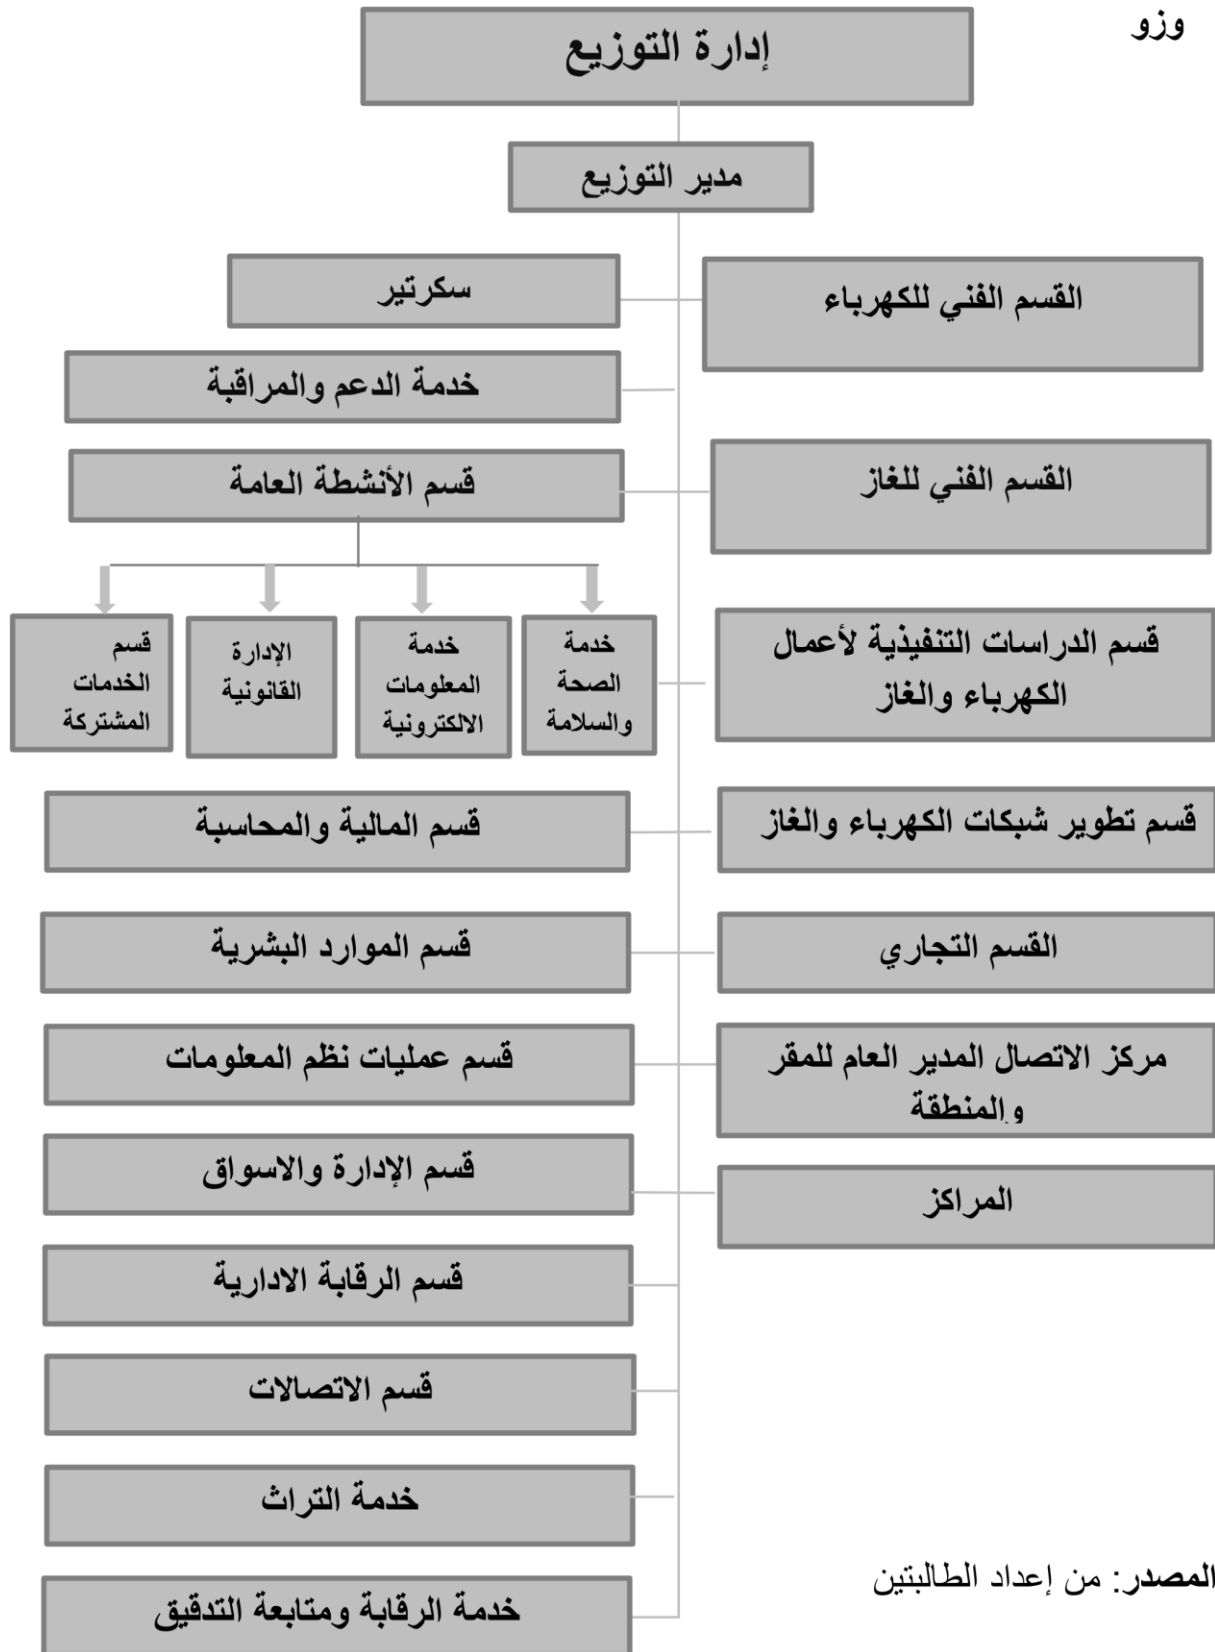 وزو
إدارة التوزيع
مدير التوزيع
القسم الفني للكهرباء
سكرتير
خدمة الدعم والمراقبة
القسم الفني للغاز
قسم الأنشطة العامة
قسم الدراسات التنفيذية لأعمال
الكهرباء والغاز
خدمة
الصحة
والسلامة
خدمة
المعلومات
الالكترونية
الإدارة
القانونية
قسم
الخدمات
المشتركة
قسم تطوير شبكات الكهرباء والغاز
قسم المالية والمحاسبة
القسم التجاري
قسم الموارد البشرية
مركز الاتصال المدير العام للمقر
والمنطقة
قسم عمليات نظم المعلومات
المراكز
قسم الإدارة والاسواق
قسم الرقابة الادارية
قسم الاتصالات
خدمة التراث
خدمة الرقابة ومتابعة التدقيق
المصدر: من إعداد الطالبتين